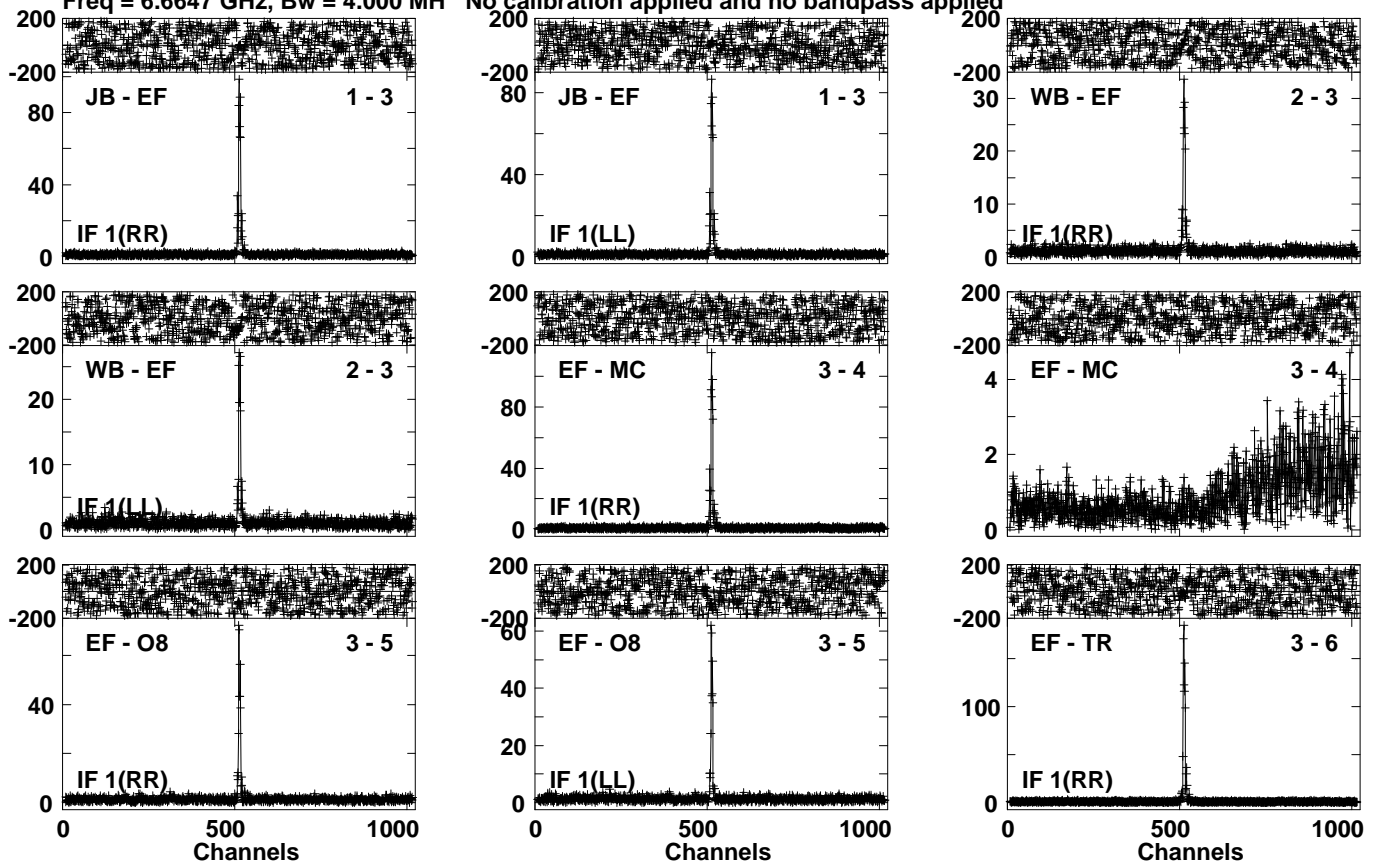 Freq = 6.6647 GHz, Bw = 4.000 MH No calibration applied and no bandpass applied
200 200 200
-200 -200 -200
JB - EF 1 - 3 JB - EF 1 - 3 WB - EF 2 - 3
80 80 30
20
40 40
10
IF 1(RR) IF 1(LL) IF 1(RR)
0 0 0
200 200 200
-200 -200 -200
WB - EF 2 - 3 EF - MC 3 - 4 EF - MC 3 - 4
4
20 80
2
10 40
IF 1(LL) IF 1(RR)
0 0 0
200 200 200
-200 -200 -200
EF - O8 3 - 5 EF - O8 3 - 5 EF - TR 3 - 6
60
40 40 100
20
IF 1(RR) IF 1(LL) IF 1(RR)
0 0 0
0 500 1000 0 500 1000 0 500 1000
Channels Channels Channels